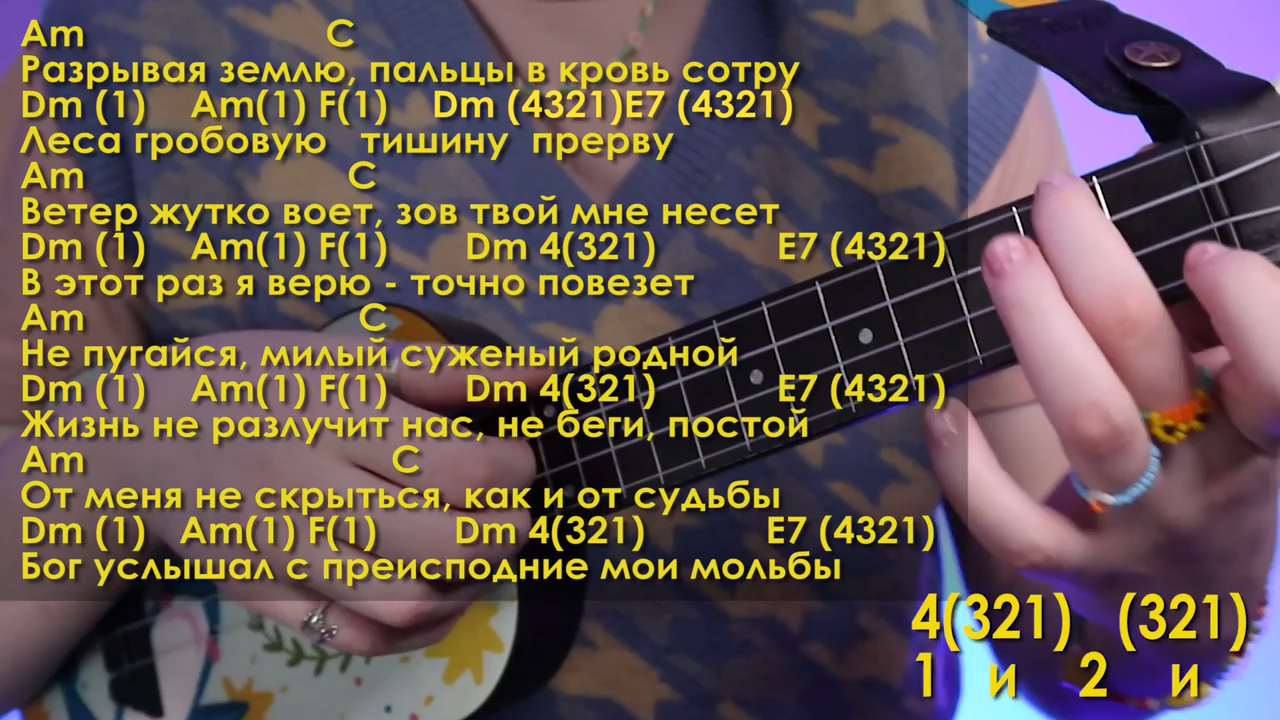 Am C
Разрывая землю, пальцы в кровь сотру
Dm (1) Am(1) F(1) Dm (4321)E7 (4321)
Леса гробовую тишину прерву
Am C
Ветер жутко воет, зов твой мне несет
Dm (1) Am(1) F(1) Dm 4(321) E7 (4321)
В этот раз я верю - точно повезет
Am C
Не пугайся, милый суженый родной
Dm (1) Am(1) F(1) Dm 4(321) E7 (4321)
Жизнь не разлучит нас, не беги, постой
Am C
От меня не скрыться, как и от судьбы
Dm (1) Am(1) F(1) Dm 4(321) E7 (4321)
Бог услышал с преисподние мои мольбы
4(321) (321)
1 и 2 и